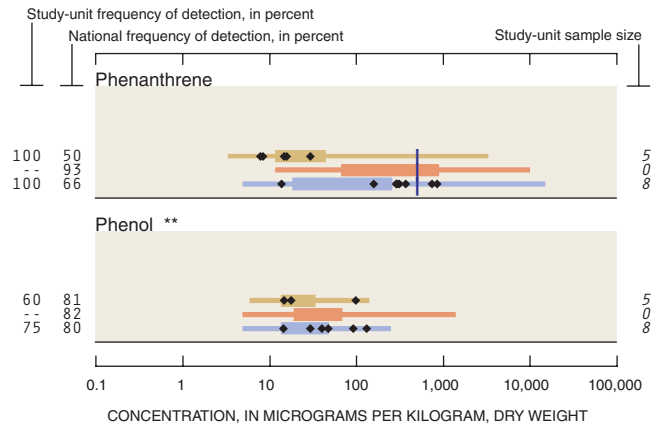 Study-unit frequency of detection, in percent
National frequency of detection, in percent
Study-unit sample size
Phenanthrene
100 50 5
-- 93 0
100 66 8
Phenol **
60 81 5
-- 82 0
75 80 8
0.1 1 10 100 1,000 10,000 100,000
CONCENTRATION, IN MICROGRAMS PER KILOGRAM, DRY WEIGHT